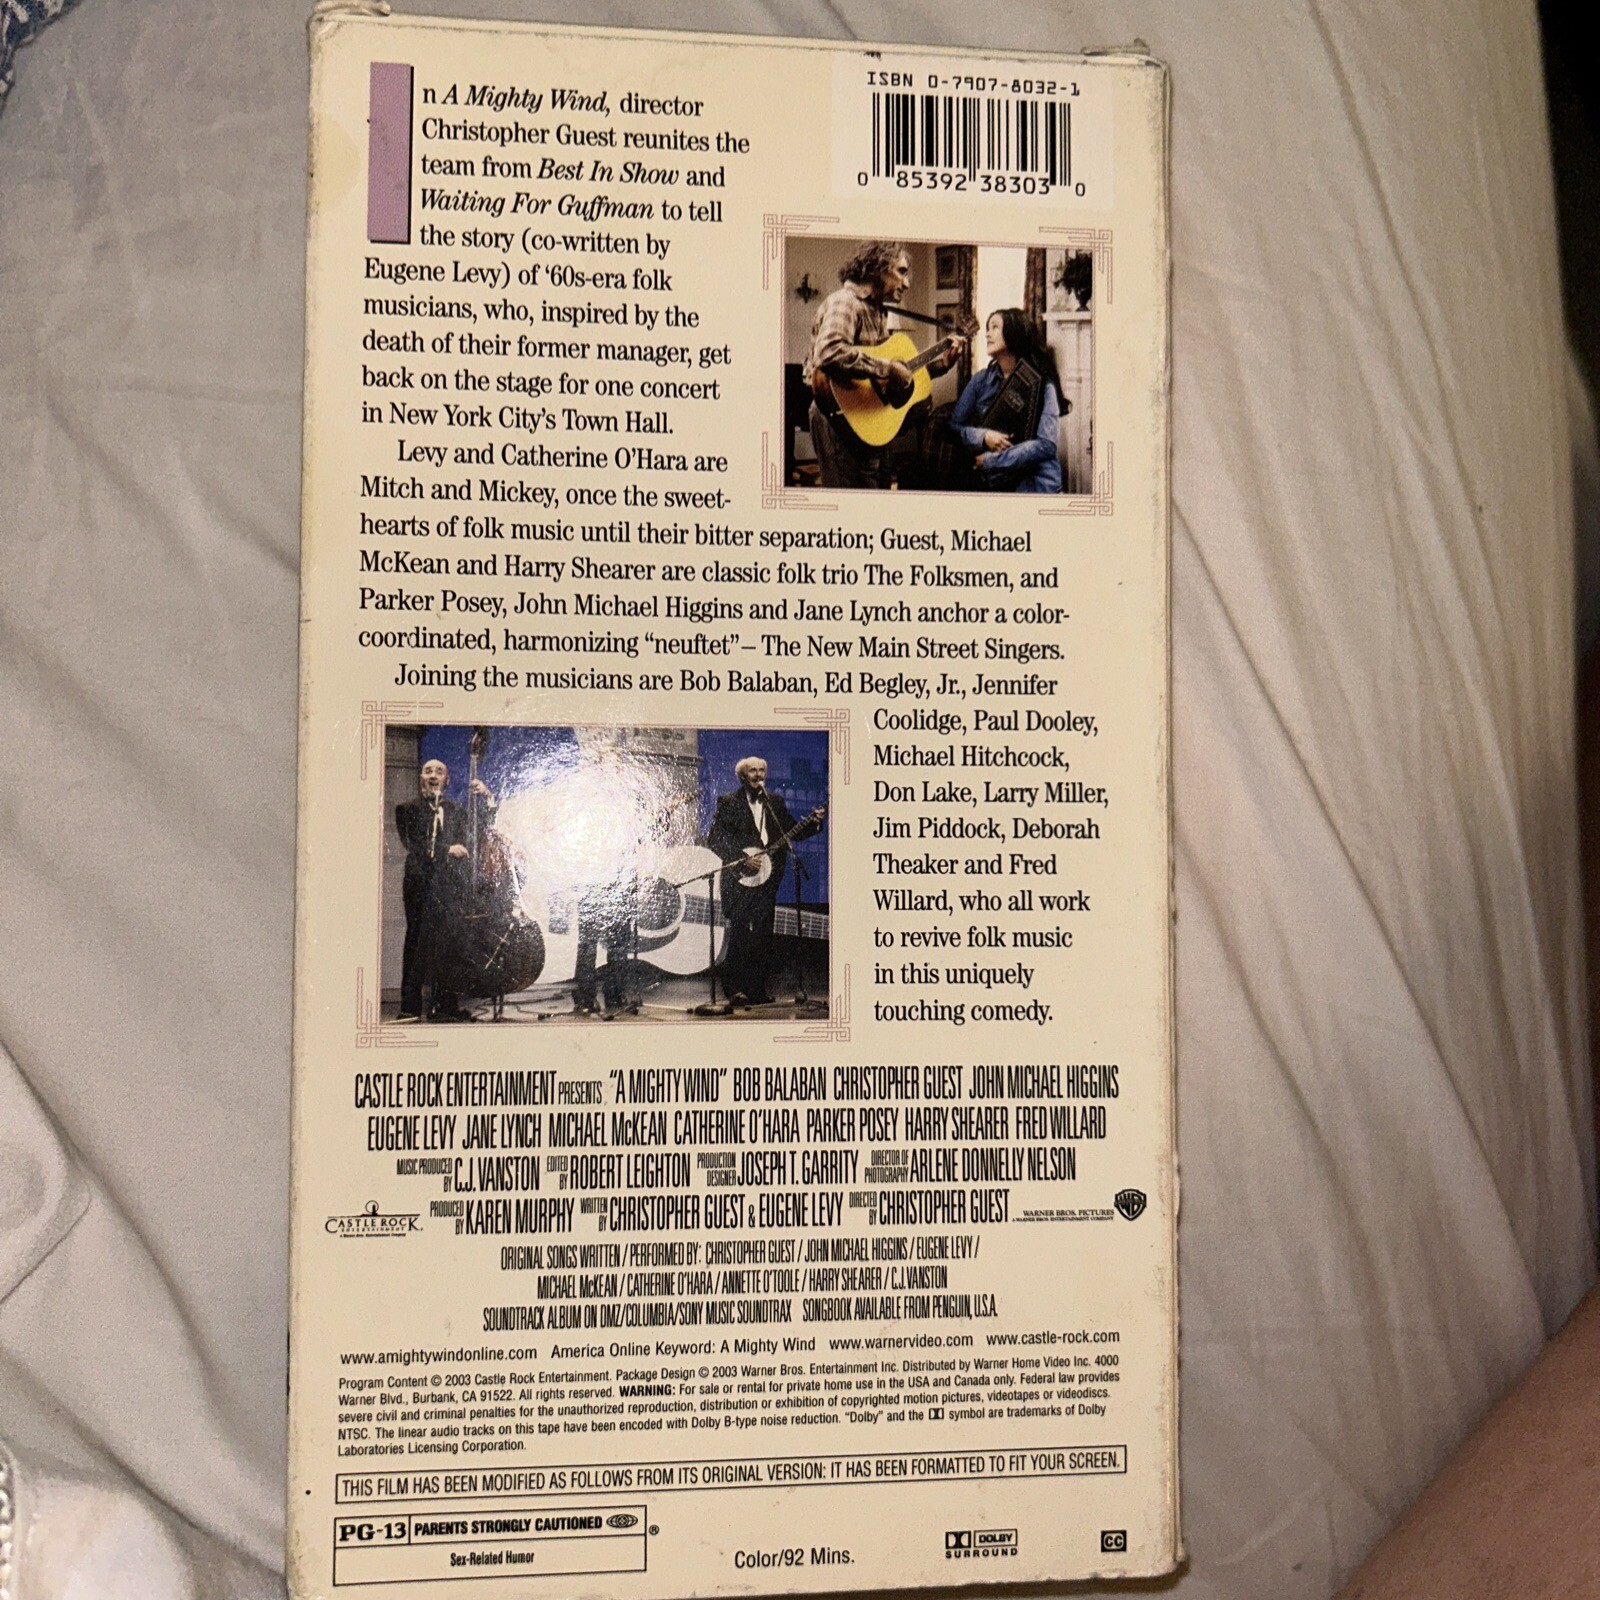 ISBN 0-7907-8032-1
0 85392 38303 0
In A Mighty Wind, director
Christopher Guest reunites the
team from Best In Show and
Waiting For Guffman to tell
the story (co-written by
Eugene Levy) of ‘60s-era folk
musicians, who, inspired by the
death of their former manager, get
back on the stage for one concert
in New York City’s Town Hall.
Levy and Catherine O’Hara are
Mitch and Mickey, once the sweet-
hearts of folk music until their bitter separation; Guest, Michael
McKean and Harry Shearer are classic folk trio The Folksmen, and
Parker Posey, John Michael Higgins and Jane Lynch anchor a color-
coordinated, harmonizing “neuftet” – The New Main Street Singers.
Joining the musicians are Bob Balaban, Ed Begley, Jr., Jennifer
Coolidge, Paul Dooley,
Michael Hitchcock,
Don Lake, Larry Miller,
Jim Piddock, Deborah
Theaker and Fred
Willard, who all work
to revive folk music
in this uniquely
touching comedy.
CASTLE ROCK ENTERTAINMENT PRESENTS "A MIGHTY WIND" BOB BALABAN CHRISTOPHER GUEST JOHN MICHAEL HIGGINS
EUGENE LEVY JANE LYNCH MICHAEL McKEAN CATHERINE O'HARA PARKER POSEY HARRY SHEARER FRED WILLARD
MUSIC PRODUCED BY C.J. VANSTON EDITED BY ROBERT LEIGHTON PRODUCTION DESIGNER JOSEPH T. GARRITY DIRECTOR OF PHOTOGRAPHY ARLENE DONNELLY NELSON
CASTLE ROCK ENTERTAINMENT PRODUCED BY KAREN MURPHY WRITTEN BY CHRISTOPHER GUEST & EUGENE LEVY DIRECTED BY CHRISTOPHER GUEST WARNER BROS. PICTURES WB
ORIGINAL SONGS WRITTEN / PERFORMED BY: CHRISTOPHER GUEST / JOHN MICHAEL HIGGINS / EUGENE LEVY /
MICHAEL McKEAN / CATHERINE O'HARA / ANNETTE O'TOOLE / HARRY SHEARER / C.J. VANSTON
SOUNDTRACK ALBUM ON DMZ/COLUMBIA/SONY MUSIC SOUNDTRAX SONGBOOK AVAILABLE FROM PENGUIN, U.S.A.
www.amightywindonline.com America Online Keyword: A Mighty Wind www.warnervideo.com www.castle-rock.com
Program Content © 2003 Castle Rock Entertainment. Package Design © 2003 Warner Bros. Entertainment Inc. Distributed by Warner Home Video Inc. 4000
Warner Blvd., Burbank, CA 91522. All rights reserved. WARNING: For sale or rental for private home use in the USA and Canada only. Federal law provides
severe civil and criminal penalties for the unauthorized reproduction, distribution or exhibition of copyrighted motion pictures, videotapes or videodiscs.
NTSC. The linear audio tracks on this tape have been encoded with Dolby B-type noise reduction. “Dolby” and the symbol are trademarks of Dolby
Laboratories Licensing Corporation.
THIS FILM HAS BEEN MODIFIED AS FOLLOWS FROM ITS ORIGINAL VERSION: IT HAS BEEN FORMATTED TO FIT YOUR SCREEN.
PG-13 PARENTS STRONGLY CAUTIONED ®
Sex-Related Humor
Color/92 Mins.
DOLBY
SURROUND
CC